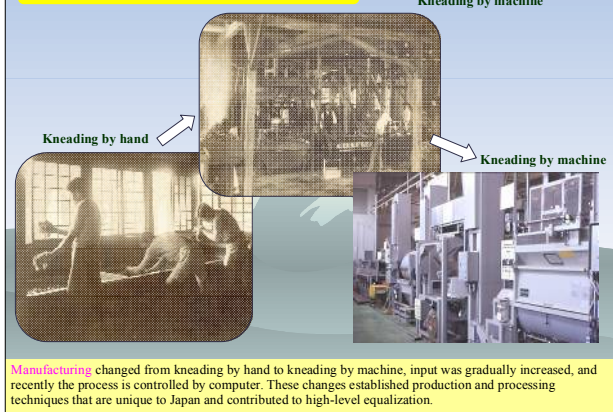 Kneading by machine
Kneading by hand
Kneading by machine
Manufacturing changed from kneading by hand to kneading by machine, input was gradually increased, and
recently the process is controlled by computer. These changes established production and processing
techniques that are unique to Japan and contributed to high-level equalization.